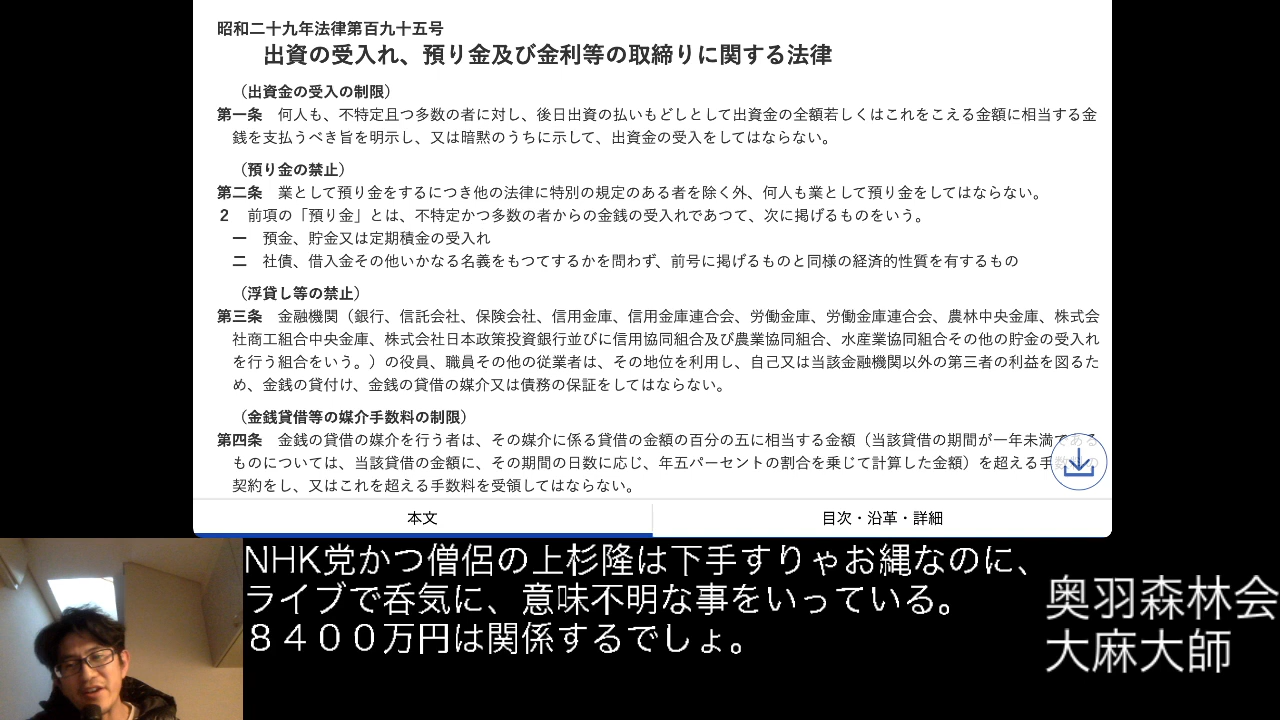 昭和二十九年法律第百九十五号
出資の受入れ、預り金及び金利等の取締りに関する法律
（出資金の受入の制限）
第一条　何人も、不特定且つ多数の者に対し、後日出資の払いもどしとして出資金の全額若しくはこれをこえる金額に相当する金
銭を支払うべき旨を明示し、又は暗黙のうちに示して、出資金の受入をしてはならない。
（預り金の禁止）
第二条　業として預り金をするにつき他の法律に特別の規定のある者を除く外、何人も業として預り金をしてはならない。
２　前項の「預り金」とは、不特定かつ多数の者からの金銭の受入れであつて、次に掲げるものをいう。
一　預金、貯金又は定期積金の受入れ
二　社債、借入金その他いかなる名義をもつてするかを問わず、前号に掲げるものと同様の経済的性質を有するもの
（浮貸し等の禁止）
第三条　金融機関（銀行、信託会社、保険会社、信用金庫、信用金庫連合会、労働金庫、労働金庫連合会、農林中央金庫、株式会
社商工組合中央金庫、株式会社日本政策投資銀行並びに信用協同組合及び農業協同組合、水産業協同組合その他の貯金の受入れ
を行う組合をいう。）の役員、職員その他の従業者は、その地位を利用し、自己又は当該金融機関以外の第三者の利益を図るた
め、金銭の貸付け、金銭の貸借の媒介又は債務の保証をしてはならない。
（金銭貸借等の媒介手数料の制限）
第四条　金銭の貸借の媒介を行う者は、その媒介に係る貸借の金額の百分の五に相当する金額（当該貸借の期間が一年未満である
ものについては、当該貸借の金額に、その期間の日数に応じ、年五パーセントの割合を乗じて計算した金額）を超える手数料の
契約をし、又はこれを超える手数料を受領してはならない。
本文
目次・沿革・詳細
NHK党かつ僧侶の上杉隆は下手すりゃお縄なのに、
ライブで呑気に、意味不明な事をいっている。
８４００万円は関係するでしょ。
奥羽森林会
大麻大師